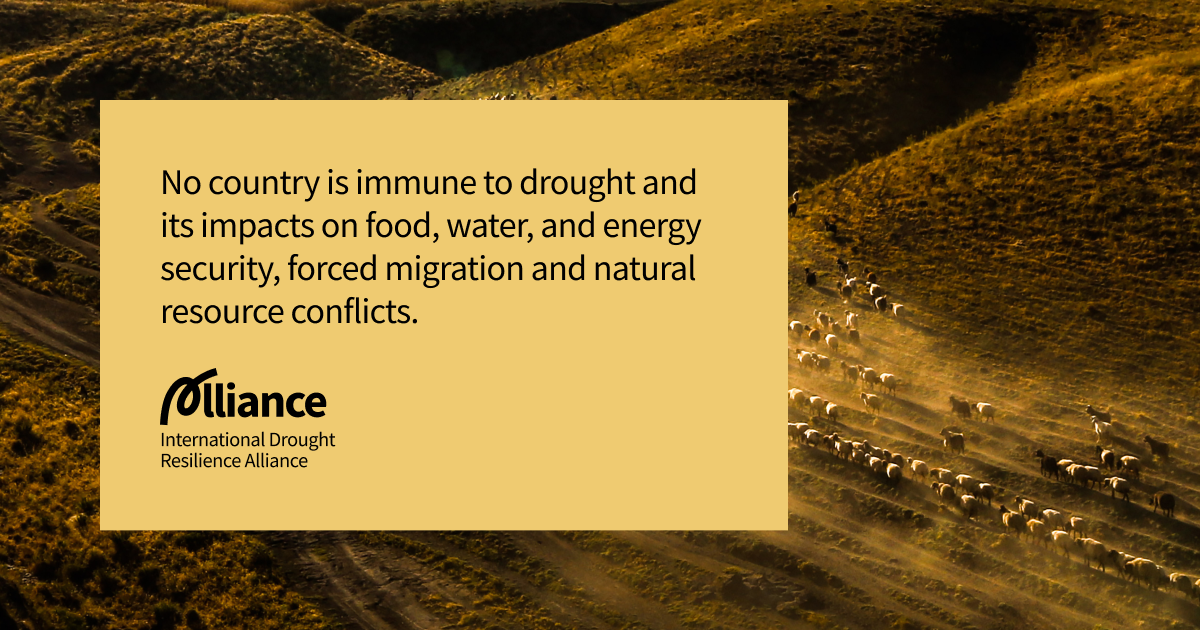 No country is immune to drought and
its impacts on food, water, and energy
security, forced migration and natural
resource conflicts.
Alliance
International Drought
Resilience Alliance